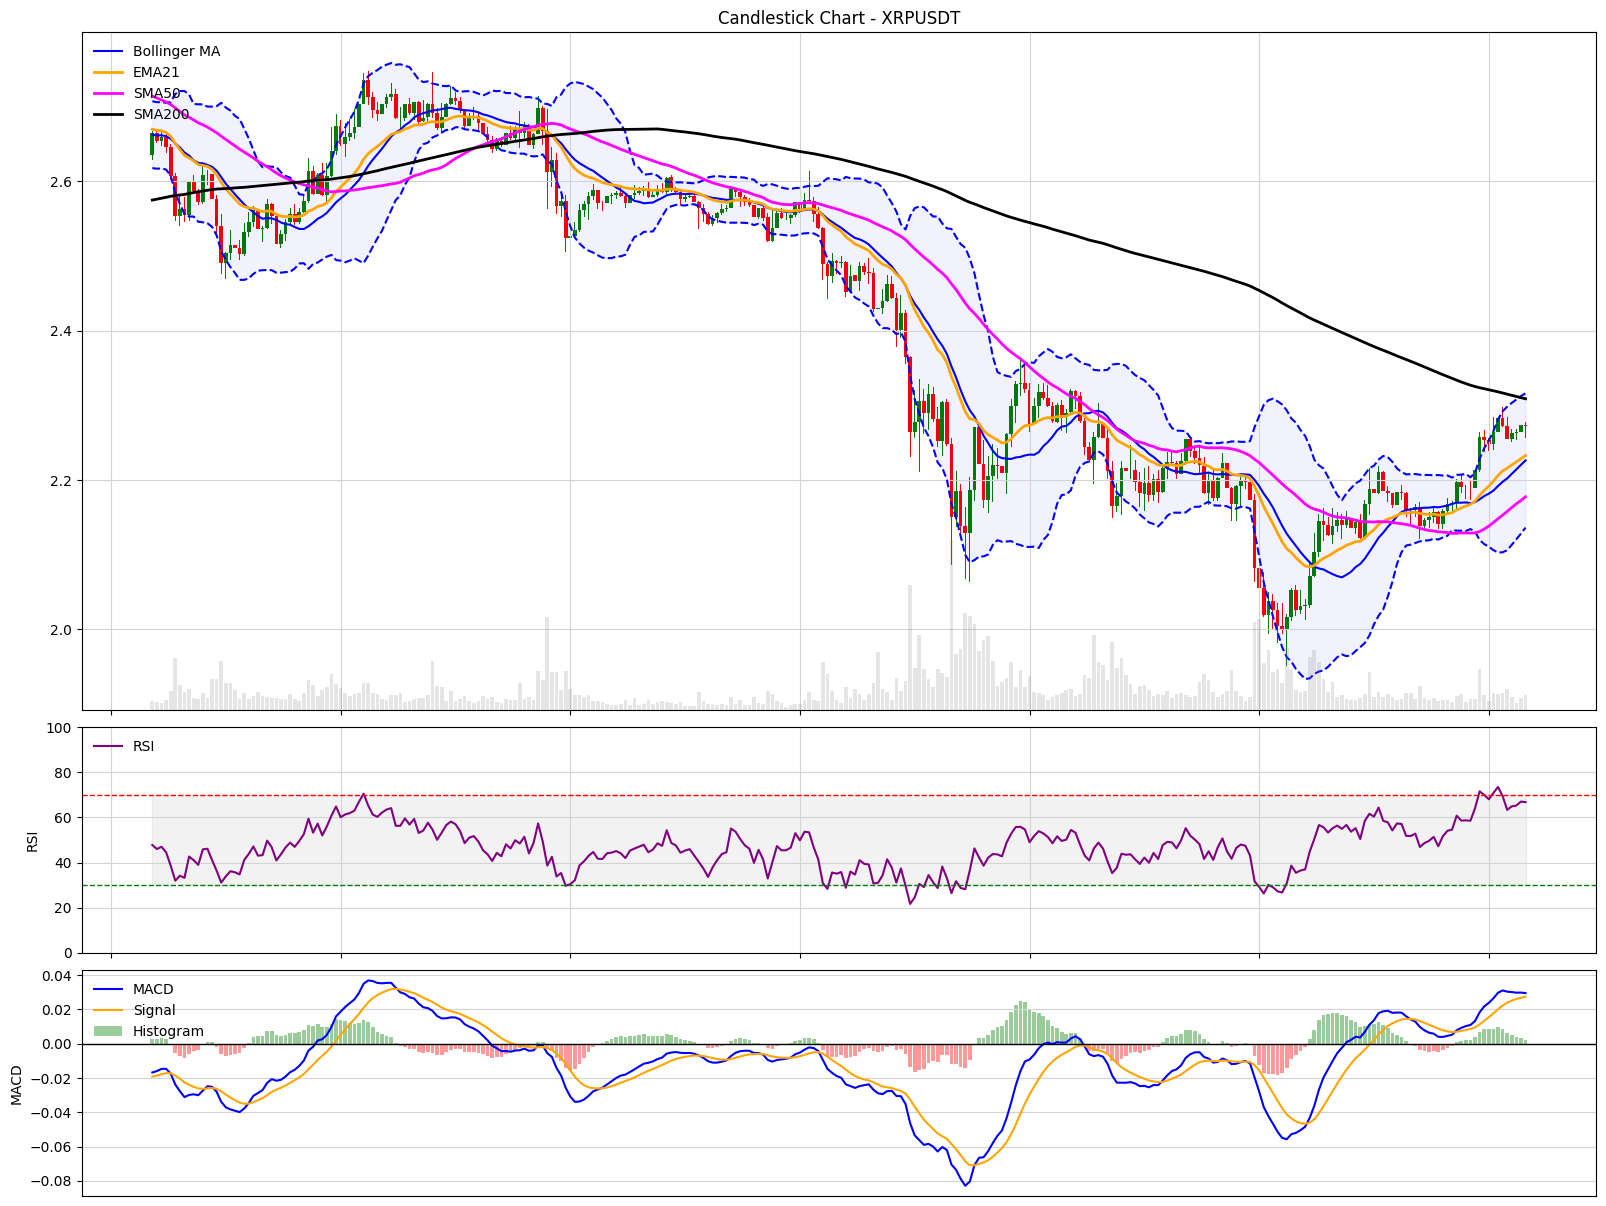 Candlestick Chart - XRPUSDT
Bollinger MA
EMA21
SMA50
SMA200
2.6
2.4
2.2
2.0
RSI
100
80
60
40
20
0
RSI
MACD
Signal
Histogram
0.04
0.02
0.00
−0.02
−0.04
−0.06
−0.08
MACD